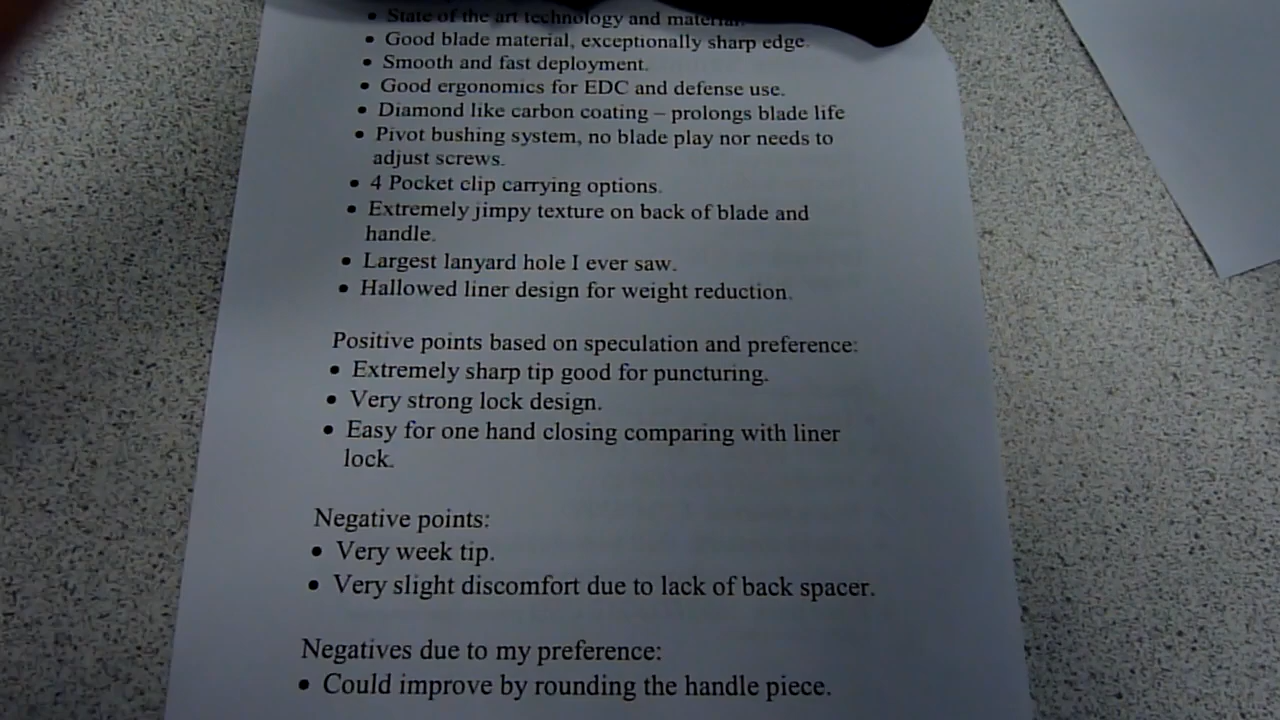 • State of the art technology and material.
• Good blade material, exceptionally sharp edge.
• Smooth and fast deployment.
• Good ergonomics for EDC and defense use.
• Diamond like carbon coating – prolongs blade life
• Pivot bushing system, no blade play nor needs to
adjust screws.
• 4 Pocket clip carrying options.
• Extremely jimpy texture on back of blade and
handle.
• Largest lanyard hole I ever saw.
• Hallowed liner design for weight reduction.
Positive points based on speculation and preference:
• Extremely sharp tip good for puncturing.
• Very strong lock design.
• Easy for one hand closing comparing with liner
lock.
Negative points:
• Very week tip.
• Very slight discomfort due to lack of back spacer.
Negatives due to my preference:
• Could improve by rounding the handle piece.